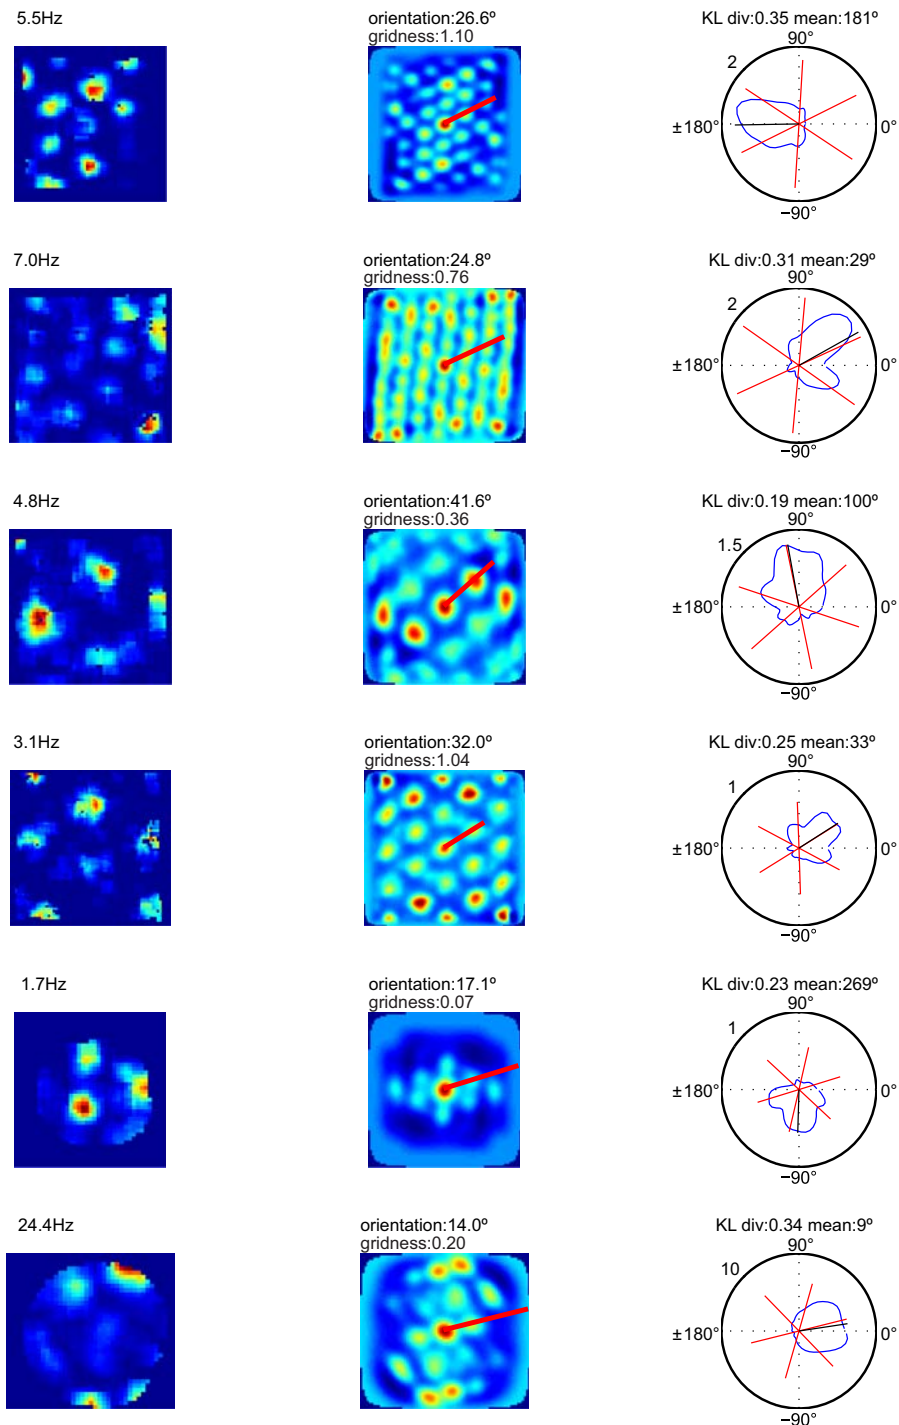 5.5Hz
orientation:26.6º
gridness:1.10
KL div:0.35 mean:181º
90°
2
±180°
0°
−90°
7.0Hz
orientation:24.8º
gridness:0.76
KL div:0.31 mean:29º
90°
2
±180°
0°
−90°
4.8Hz
orientation:41.6º
gridness:0.36
KL div:0.19 mean:100º
90°
1.5
±180°
0°
−90°
3.1Hz
orientation:32.0º
gridness:1.04
KL div:0.25 mean:33º
90°
1
±180°
0°
−90°
1.7Hz
orientation:17.1º
gridness:0.07
KL div:0.23 mean:269º
90°
1
±180°
0°
−90°
24.4Hz
orientation:14.0º
gridness:0.20
KL div:0.34 mean:9º
90°
10
±180°
0°
−90°